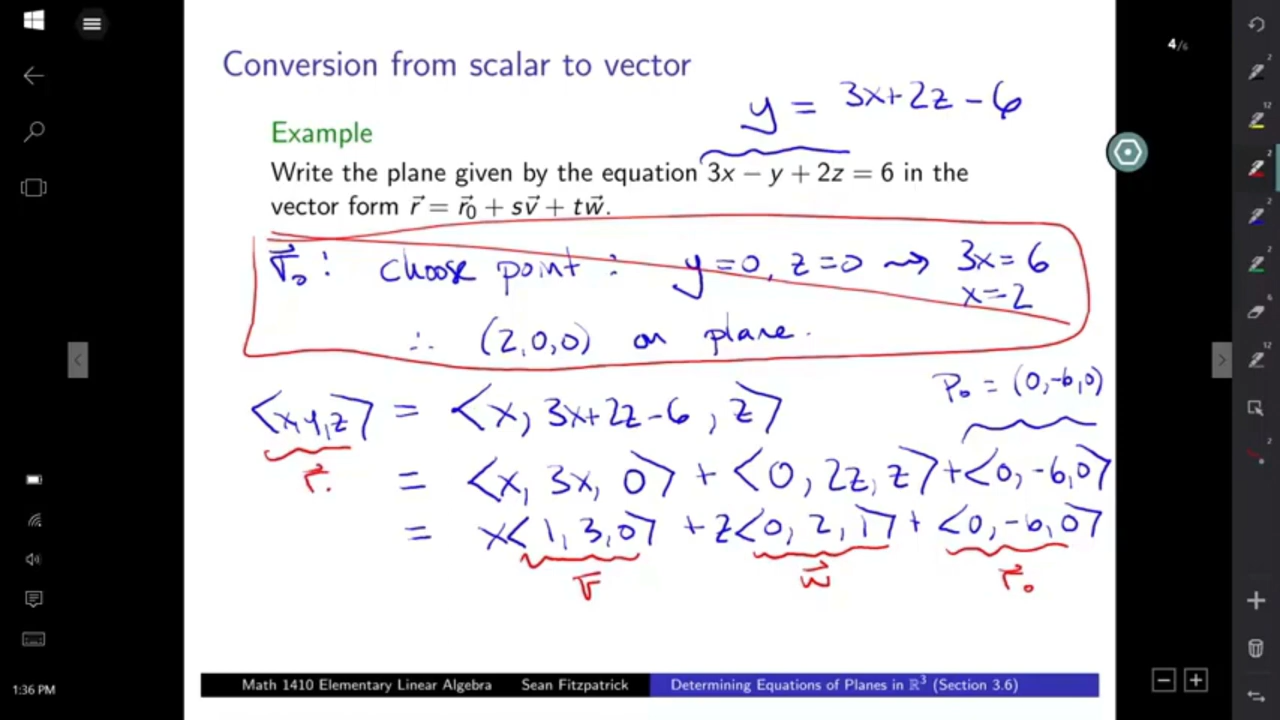 4/6
Conversion from scalar to vector
y = 3x+2z-6
Example
Write the plane given by the equation 3x − y + 2z = 6 in the
vector form r⃗ = r⃗₀ + sv⃗ + tw⃗.
r⃗₀: choose point: y=0, z=0 ⇝ 3x=6
x=2
∴ (2,0,0) on plane.
P₀ = (0,-6,0)
⟨x,y,z⟩ = ⟨x, 3x+2z-6, z⟩
r⃗. = ⟨x, 3x, 0⟩ + ⟨0, 2z, z⟩ + ⟨0, -6, 0⟩
= x⟨1, 3, 0⟩ + z⟨0, 2, 1⟩ + ⟨0, -6, 0⟩
v⃗ w⃗ r⃗₀
1:36 PM
Math 1410 Elementary Linear Algebra Sean Fitzpatrick Determining Equations of Planes in ℝ³ (Section 3.6)